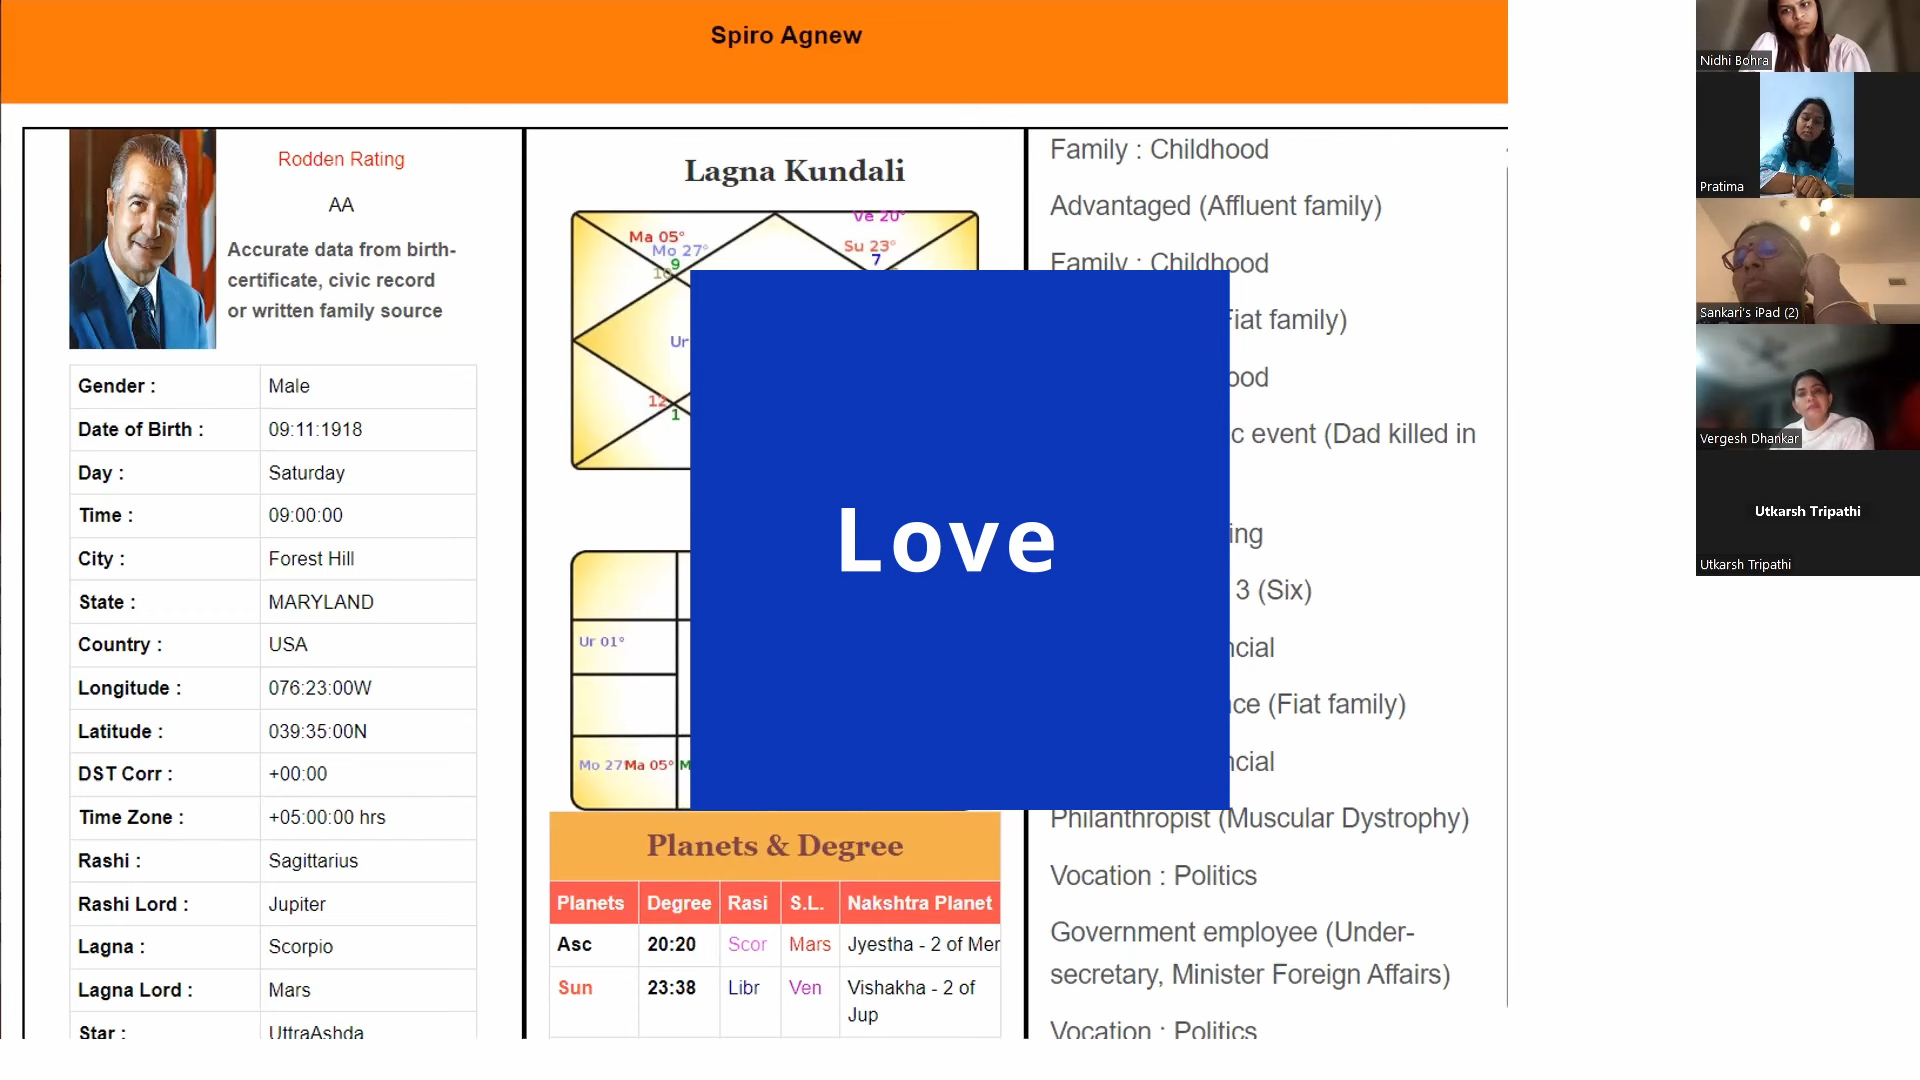 Spiro Agnew
Rodden Rating
AA
Accurate data from birth-
certificate, civic record
or written family source
Gender : Male
Date of Birth : 09:11:1918
Day : Saturday
Time : 09:00:00
City : Forest Hill
State : MARYLAND
Country : USA
Longitude : 076:23:00W
Latitude : 039:35:00N
DST Corr : +00:00
Time Zone : +05:00:00 hrs
Rashi : Sagittarius
Rashi Lord : Jupiter
Lagna : Scorpio
Lagna Lord : Mars
Star : UttraAshda
Lagna Kundali
Ve 20°
Ma 05°
Mo 27°
Su 23°
9
7
10
Ur
12
1
Love
Ur 01°
Mo 27° Ma 05°
Planets & Degree
Planets Degree Rasi S.L. Nakshtra Planet
Asc 20:20 Scor Mars Jyestha - 2 of Mer
Sun 23:38 Libr Ven Vishakha - 2 of
Jup
Family : Childhood
Advantaged (Affluent family)
Family : Childhood
Fiat family)
ood
c event (Dad killed in
ing
3 (Six)
ncial
nce (Fiat family)
ncial
Philanthropist (Muscular Dystrophy)
Vocation : Politics
Government employee (Under-
secretary, Minister Foreign Affairs)
Vocation : Politics
Nidhi Bohra
Pratima
Sankari's iPad (2)
Vergesh Dhankar
Utkarsh Tripathi
Utkarsh Tripathi